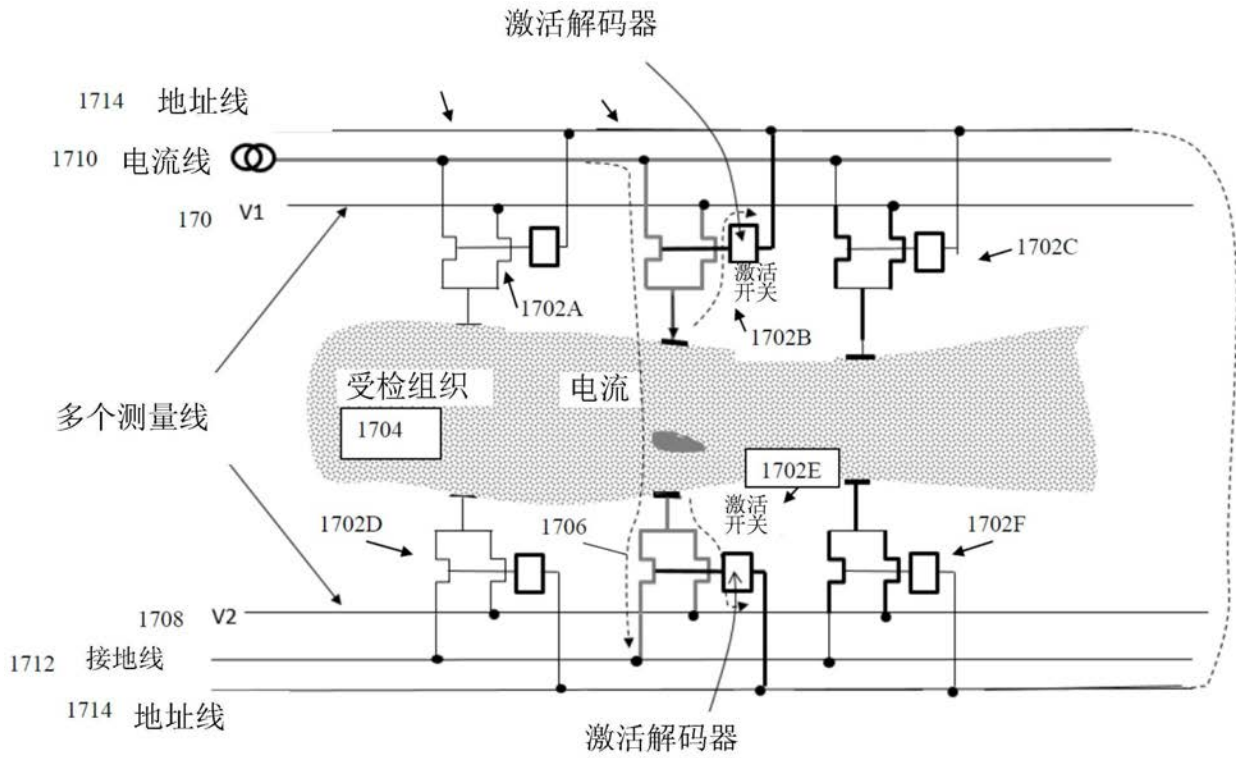 激活解码器
1714 地址线
1710 电流线
170 V1
1702A
激活
开关
1702B
1702C
受检组织
电流
多个测量线
1704
1702E
激活
开关
1702D
1706
1702F
1708 V2
1712 接地线
1714 地址线
激活解码器